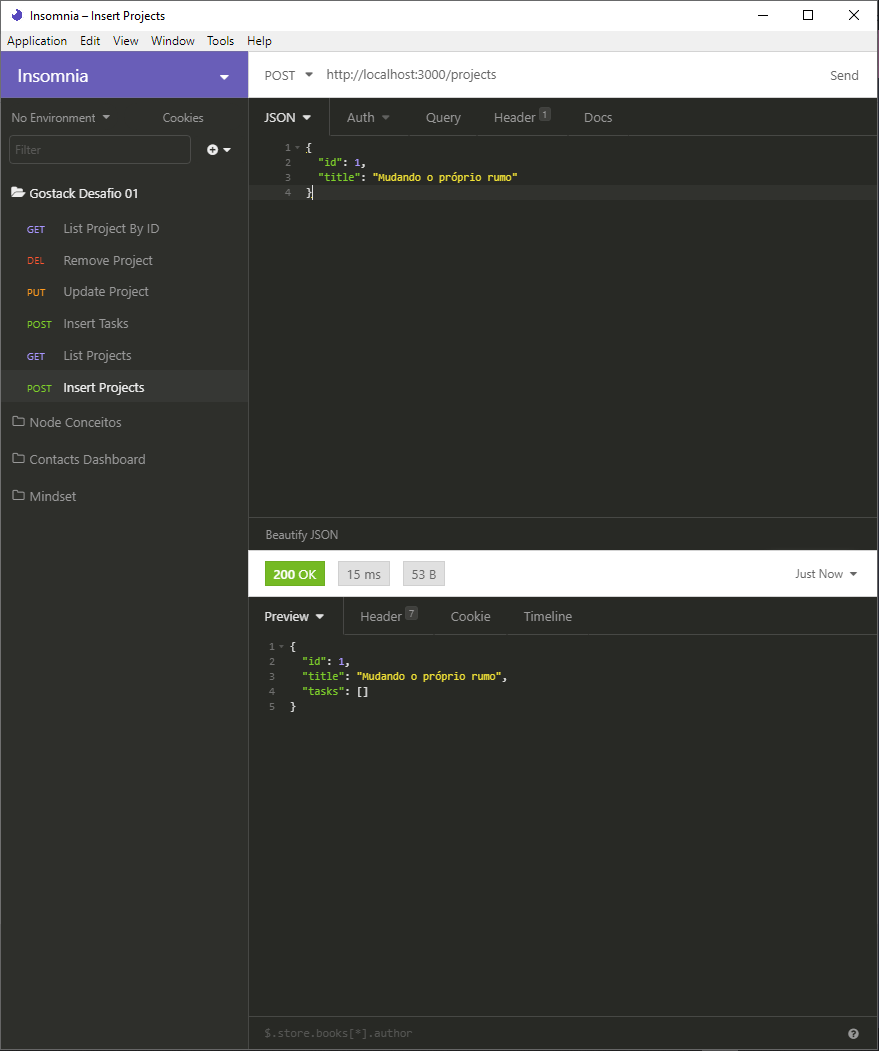 Insomnia – Insert Projects
Application Edit View Window Tools Help
Insomnia
POST http://localhost:3000/projects Send
No Environment Cookies
JSON Auth Query Header 1 Docs
Filter
1 {
2 "id": 1,
3 "title": "Mudando o próprio rumo"
4 }
Gostack Desafio 01
GET List Project By ID
DEL Remove Project
PUT Update Project
POST Insert Tasks
GET List Projects
POST Insert Projects
Node Conceitos
Contacts Dashboard
Mindset
Beautify JSON
200 OK 15 ms 53 B Just Now
Preview Header 7 Cookie Timeline
1 {
2 "id": 1,
3 "title": "Mudando o próprio rumo",
4 "tasks": []
5 }
$.store.books[*].author ?